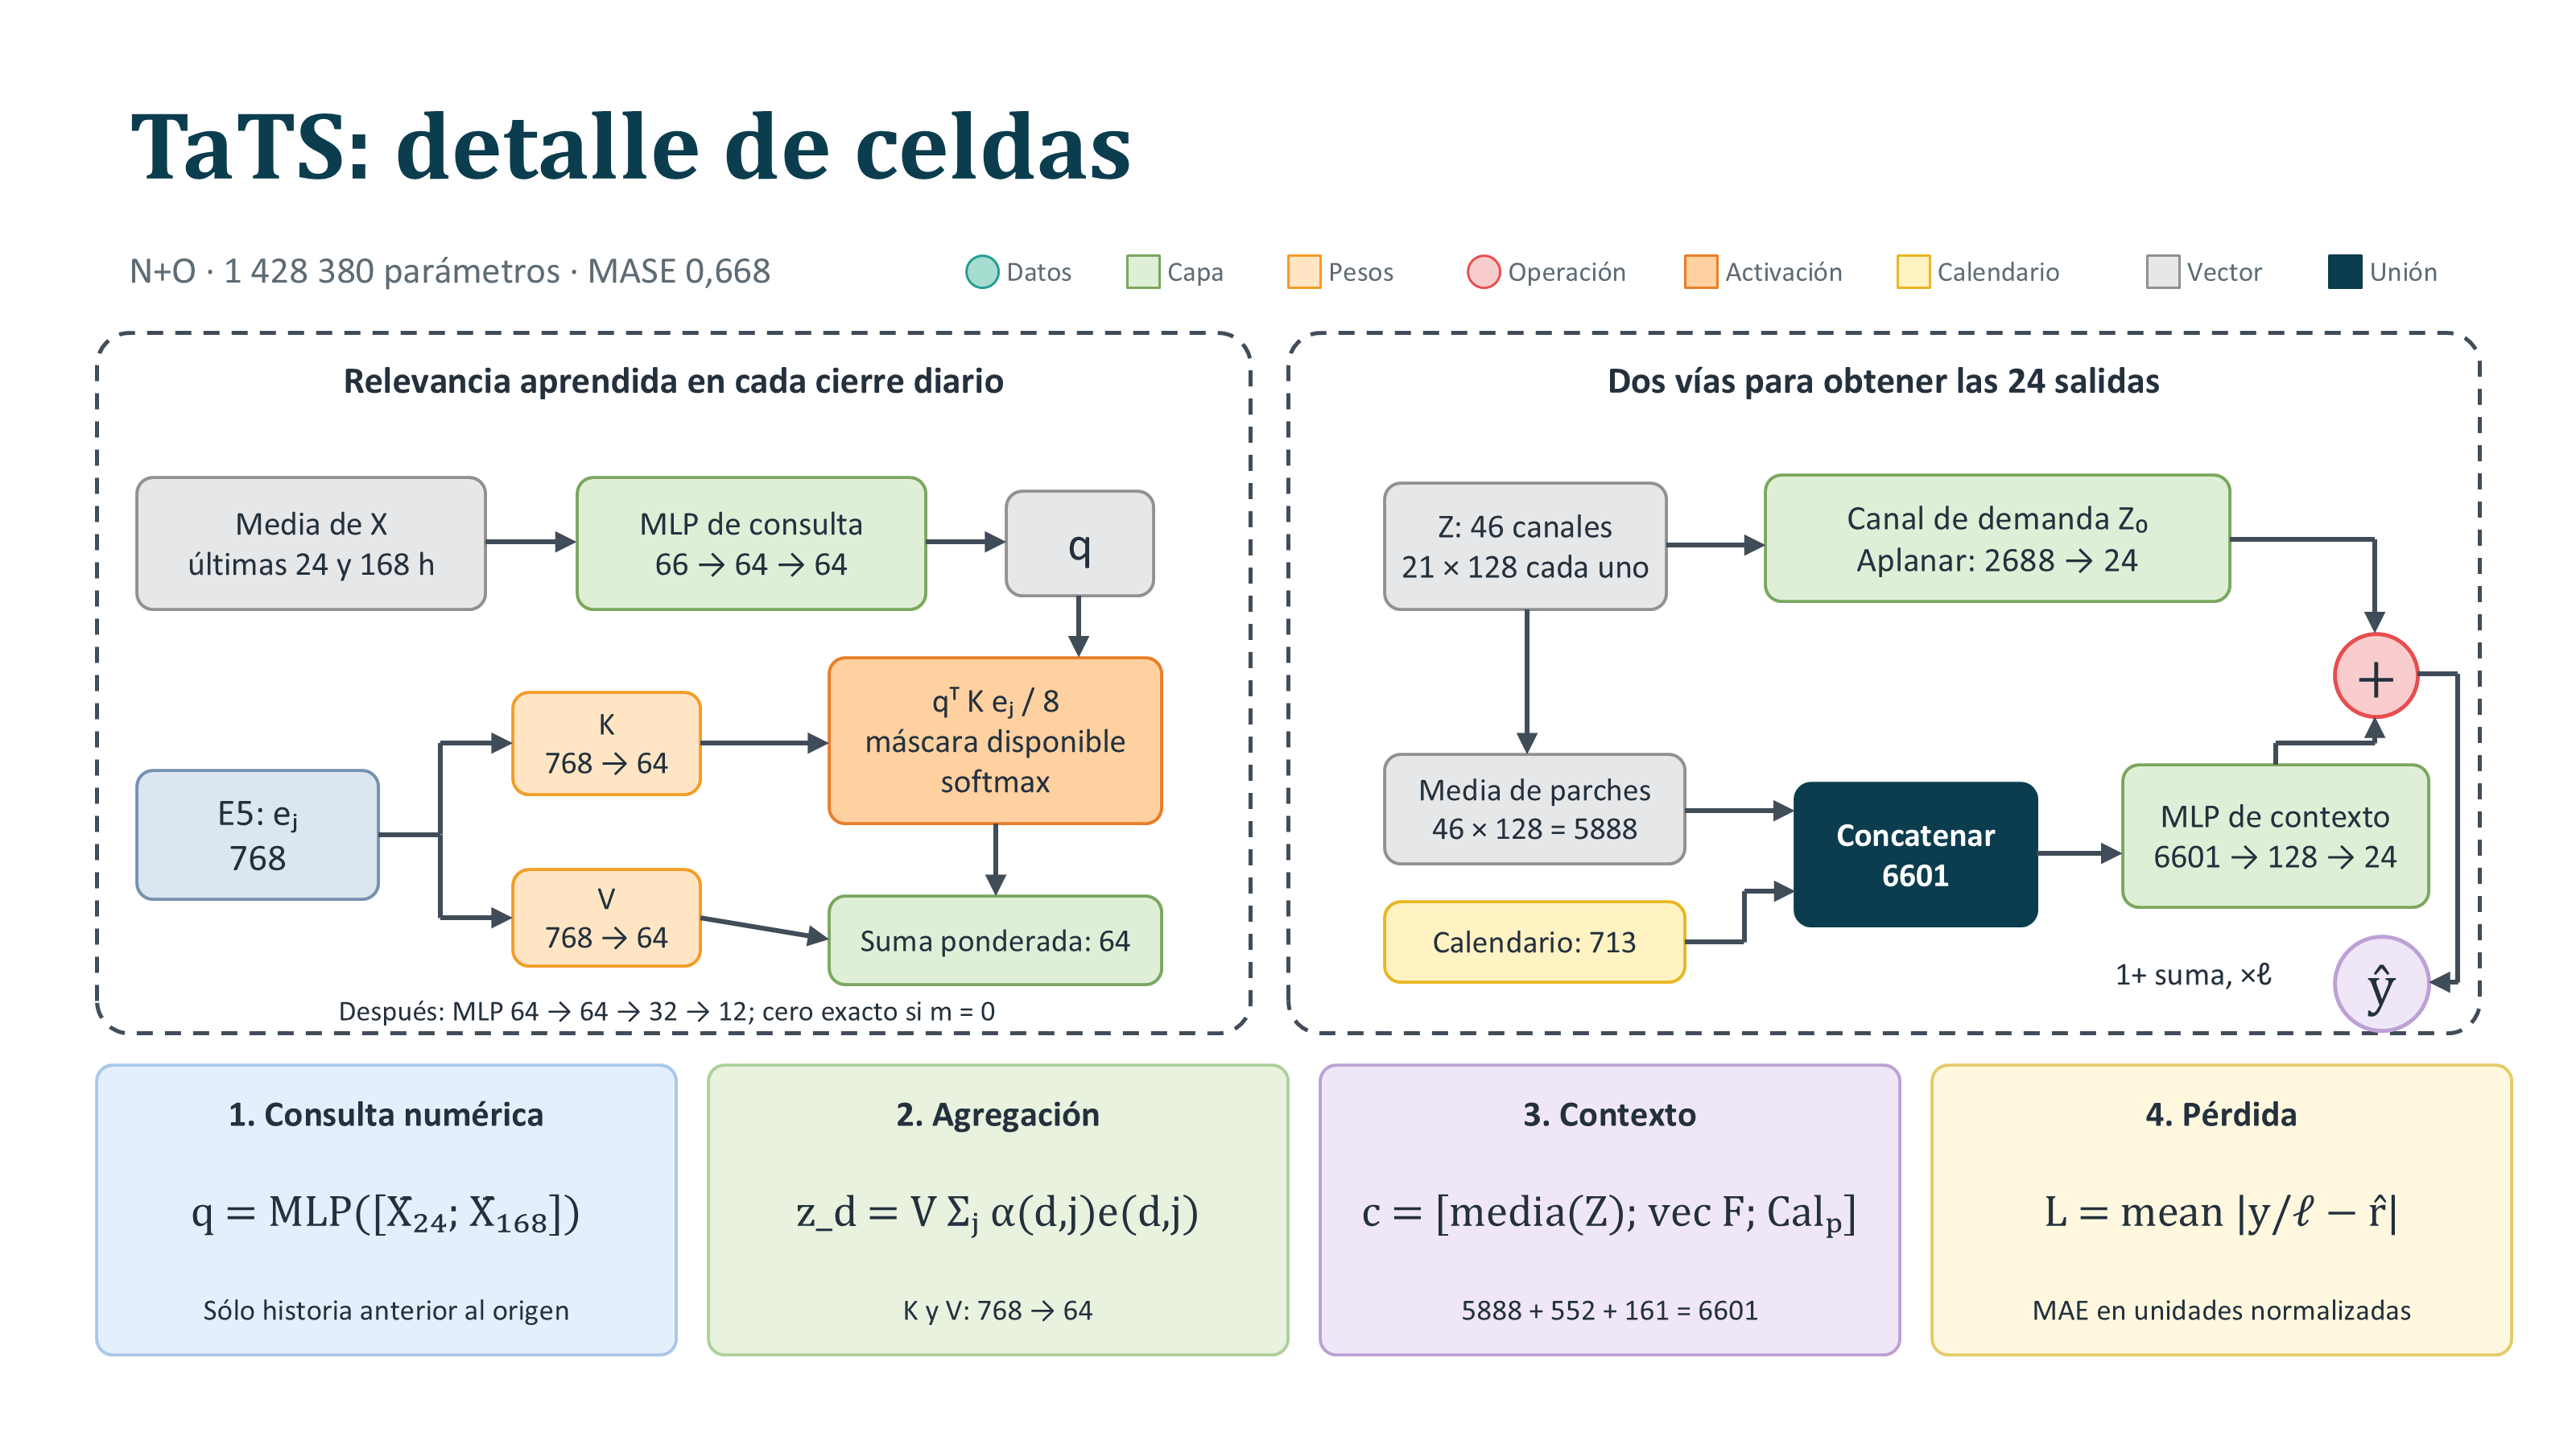 TaTS: detalle de celdas
N+O · 1 428 380 parámetros · MASE 0,668
Datos
Capa
Pesos
Operación
Activación
Calendario
Vector
Unión
Relevancia aprendida en cada cierre diario
Media de X
últimas 24 y 168 h
MLP de consulta
66 → 64 → 64
q
E5: eⱼ
768
K
768 → 64
V
768 → 64
qᵀ K eⱼ / 8
máscara disponible
softmax
Suma ponderada: 64
Después: MLP 64 → 64 → 32 → 12; cero exacto si m = 0
Dos vías para obtener las 24 salidas
Z: 46 canales
21 × 128 cada uno
Canal de demanda Z₀
Aplanar: 2688 → 24
+
Media de parches
46 × 128 = 5888
Calendario: 713
Concatenar
6601
MLP de contexto
6601 → 128 → 24
1+ suma, ×ℓ
ŷ
1. Consulta numérica
q = MLP([X̄₂₄; X̄₁₆₈])
Sólo historia anterior al origen
2. Agregación
z_d = V Σⱼ α(d,j)e(d,j)
K y V: 768 → 64
3. Contexto
c = [media(Z); vec F; Calₚ]
5888 + 552 + 161 = 6601
4. Pérdida
L = mean |y/ℓ − r̂|
MAE en unidades normalizadas